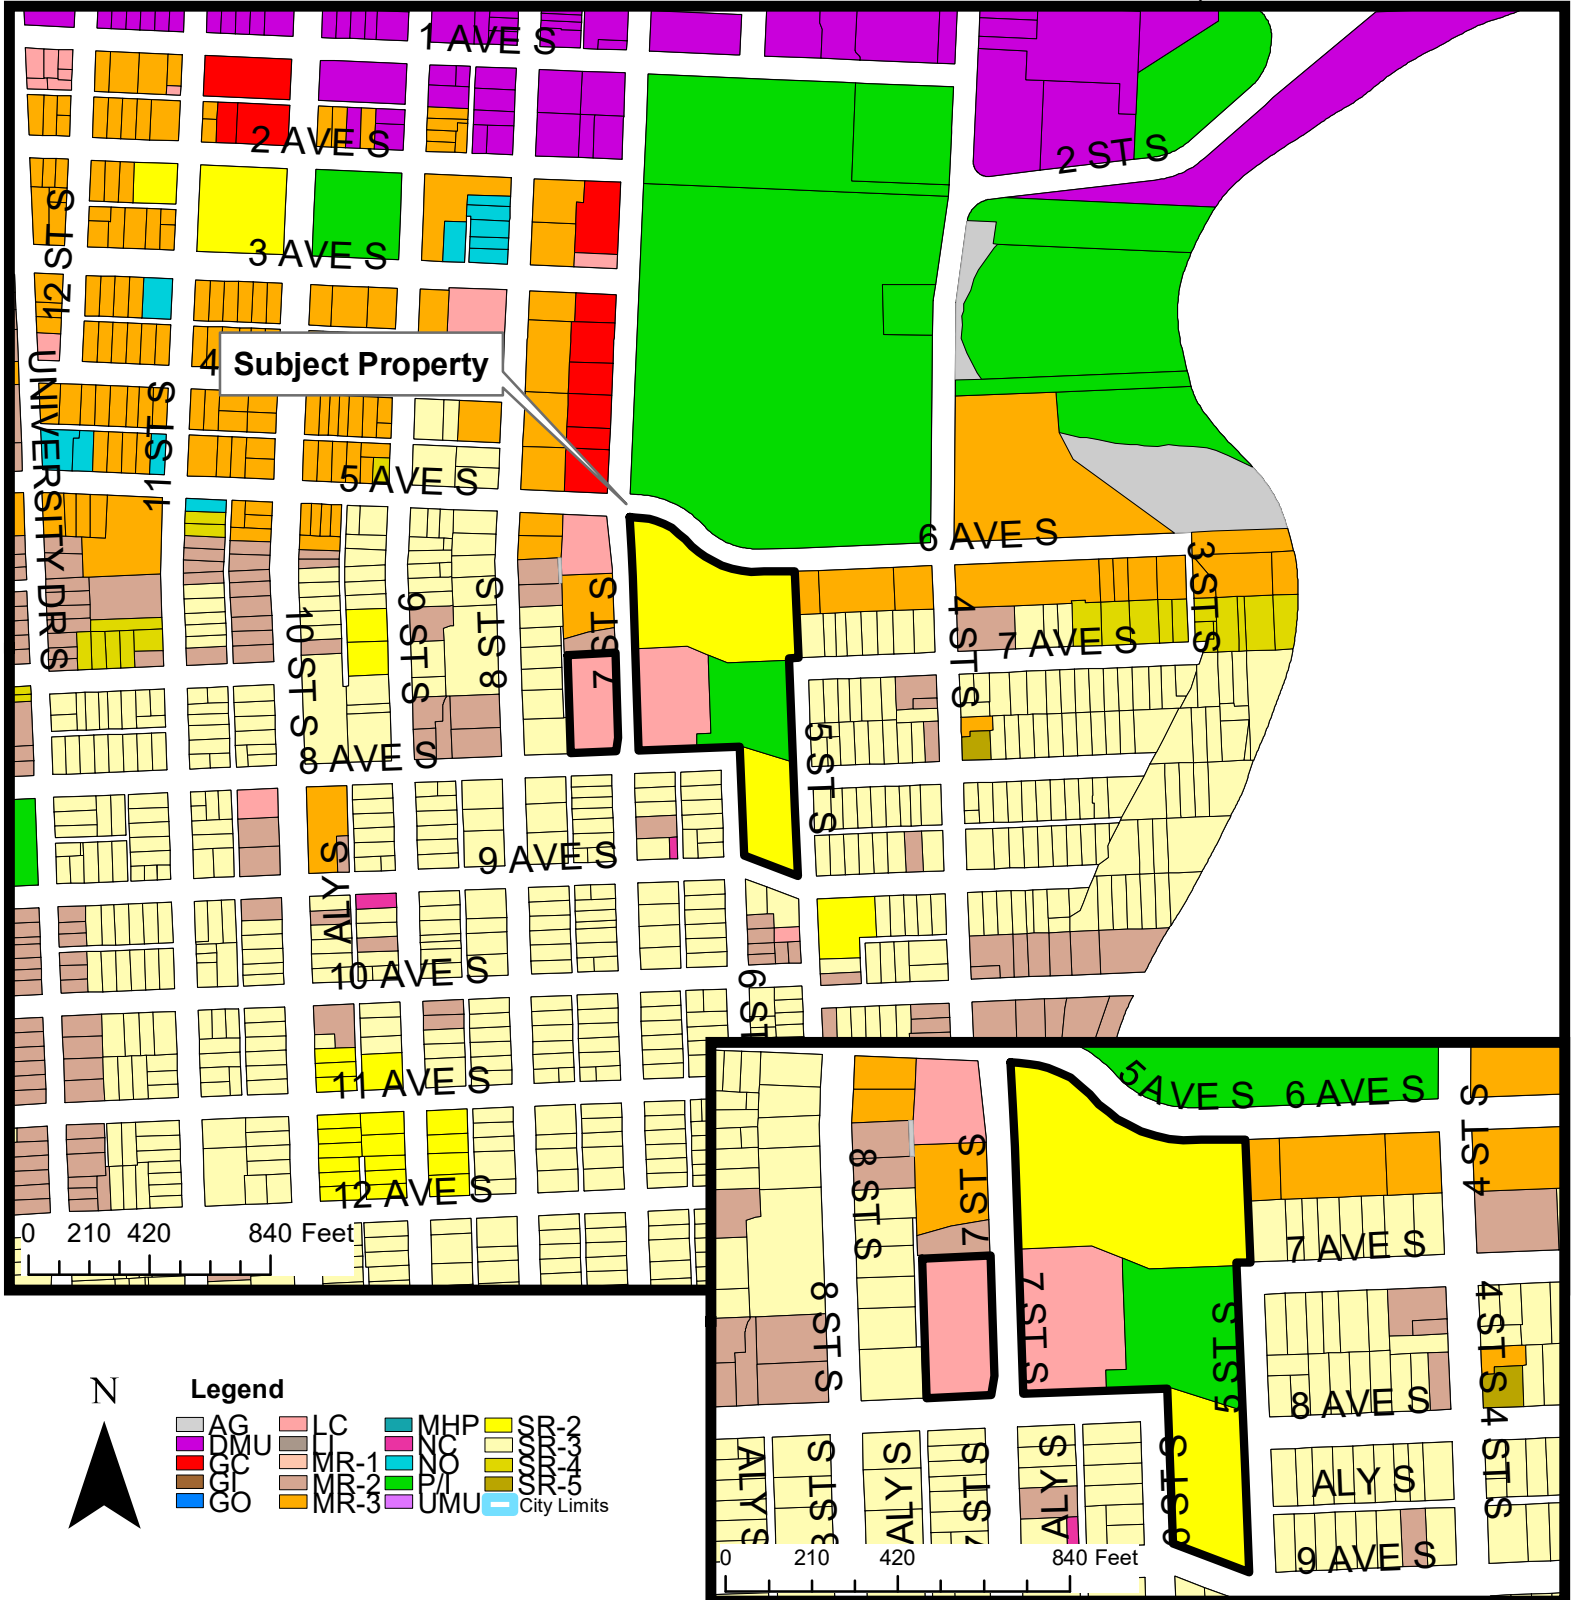 1 AVE S
2 AVE S
2 ST S
3 AVE S
12 ST S
4
Subject Property
UNIVERSITY DR S
11 ST S
5 AVE S
6 AVE S
3 ST S
10 ST S
9 ST S
8 ST S
7 ST S
4 ST S
7 AVE S
7
5 ST S
8 AVE S
9 AVE S
ALY S
10 AVE S
6 ST
11 AVE S
12 AVE S
0 210 420 840 Feet
5 AVE S
6 AVE S
4 ST S
8 ST S
7 ST S
7 AVE S
8 ST S
7 ST S
5 ST S
4 ST S
8 AVE S
4 ST S
ALY S
8 ST S
ALY S
7 ST S
ALY S
6 ST S
ALY S
9 AVE S
0 210 420 840 Feet
N
Legend
AG LC MHP SR-2
DMU LI NC SR-3
GC MR-1 NO SR-4
GI MR-2 P/I SR-5
GO MR-3 UMU City Limits